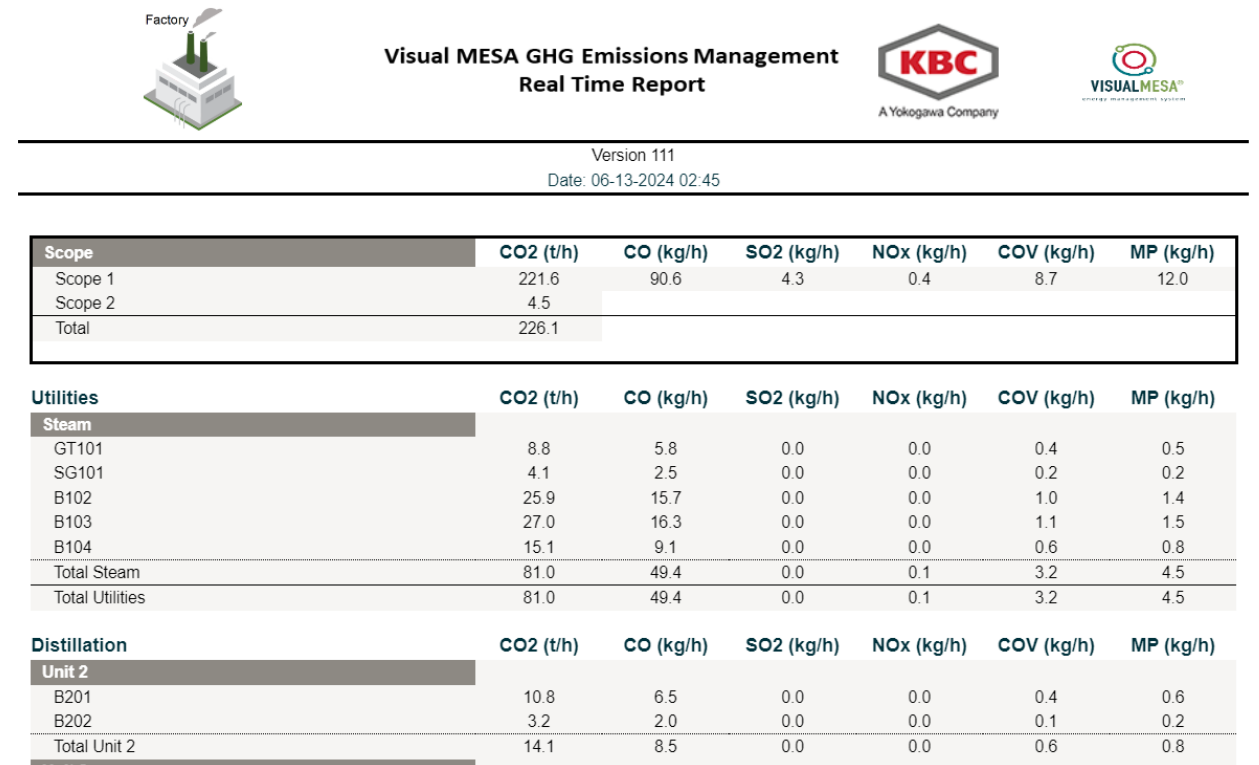 Factory
Visual MESA GHG Emissions Management
Real Time Report
KBC
A Yokogawa Company
VISUALMESA®
energy management system
Version 111
Date: 06-13-2024 02:45
Scope CO2 (t/h) CO (kg/h) SO2 (kg/h) NOx (kg/h) COV (kg/h) MP (kg/h)
Scope 1 221.6 90.6 4.3 0.4 8.7 12.0
Scope 2 4.5
Total 226.1
Utilities CO2 (t/h) CO (kg/h) SO2 (kg/h) NOx (kg/h) COV (kg/h) MP (kg/h)
Steam
GT101 8.8 5.8 0.0 0.0 0.4 0.5
SG101 4.1 2.5 0.0 0.0 0.2 0.2
B102 25.9 15.7 0.0 0.0 1.0 1.4
B103 27.0 16.3 0.0 0.0 1.1 1.5
B104 15.1 9.1 0.0 0.0 0.6 0.8
Total Steam 81.0 49.4 0.0 0.1 3.2 4.5
Total Utilities 81.0 49.4 0.0 0.1 3.2 4.5
Distillation CO2 (t/h) CO (kg/h) SO2 (kg/h) NOx (kg/h) COV (kg/h) MP (kg/h)
Unit 2
B201 10.8 6.5 0.0 0.0 0.4 0.6
B202 3.2 2.0 0.0 0.0 0.1 0.2
Total Unit 2 14.1 8.5 0.0 0.0 0.6 0.8